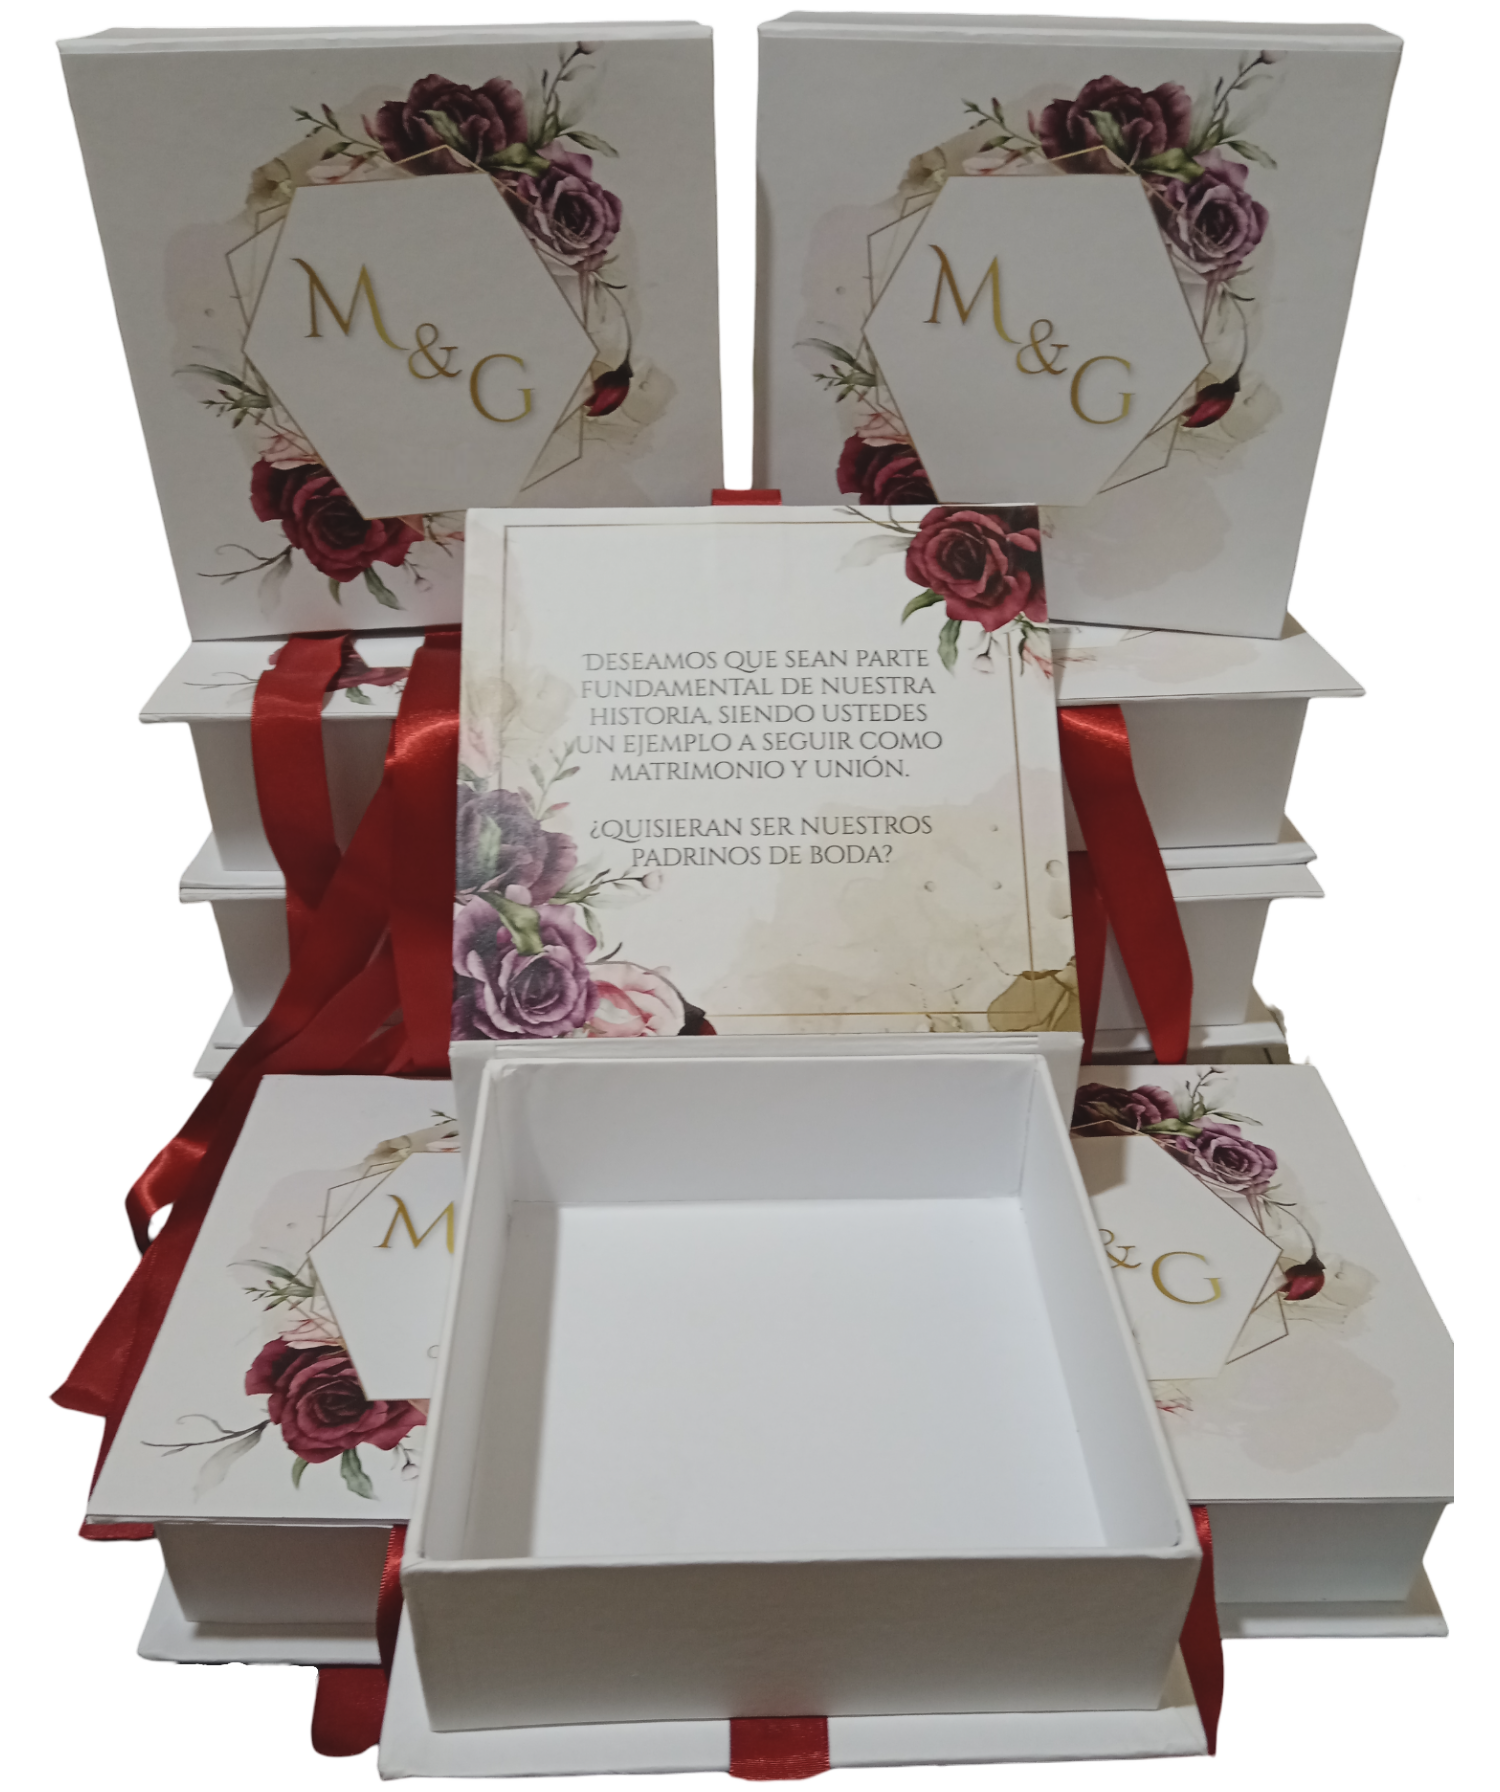 M
&
G
M
&
G
DESEAMOS QUE SEAN PARTE
FUNDAMENTAL DE NUESTRA
HISTORIA, SIENDO USTEDES
UN EJEMPLO A SEGUIR COMO
MATRIMONIO Y UNIÓN.
¿QUISIERAN SER NUESTROS
PADRINOS DE BODA?
M
&
G